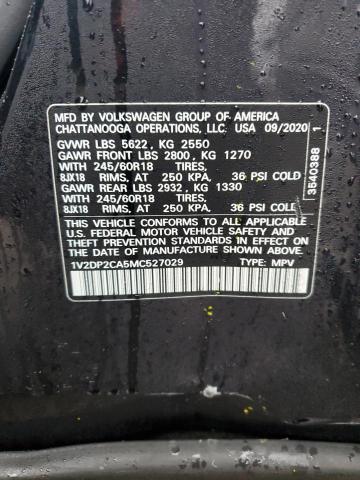 MFD BY VOLKSWAGEN GROUP OF AMERICA
CHATTANOOGA OPERATIONS, LLC. USA 09/2020
GVWR LBS 5622, KG 2550
GAWR FRONT LBS 2800, KG 1270
WITH 245/60R18 TIRES,
8JX18 RIMS, AT 250 KPA, 36 PSI COLD
GAWR REAR LBS 2932, KG 1330
WITH 245/60R18 TIRES,
8JX18 RIMS, AT 250 KPA, 36 PSI COLD
THIS VEHICLE CONFORMS TO ALL APPLICABLE
U.S. FEDERAL MOTOR VEHICLE SAFETY AND
THEFT PREVENTION STANDARDS IN EFFECT ON THE
DATE OF MANUFACTURE SHOWN ABOVE.
1V2DP2CA5MC527029 TYPE: MPV
3540388 1